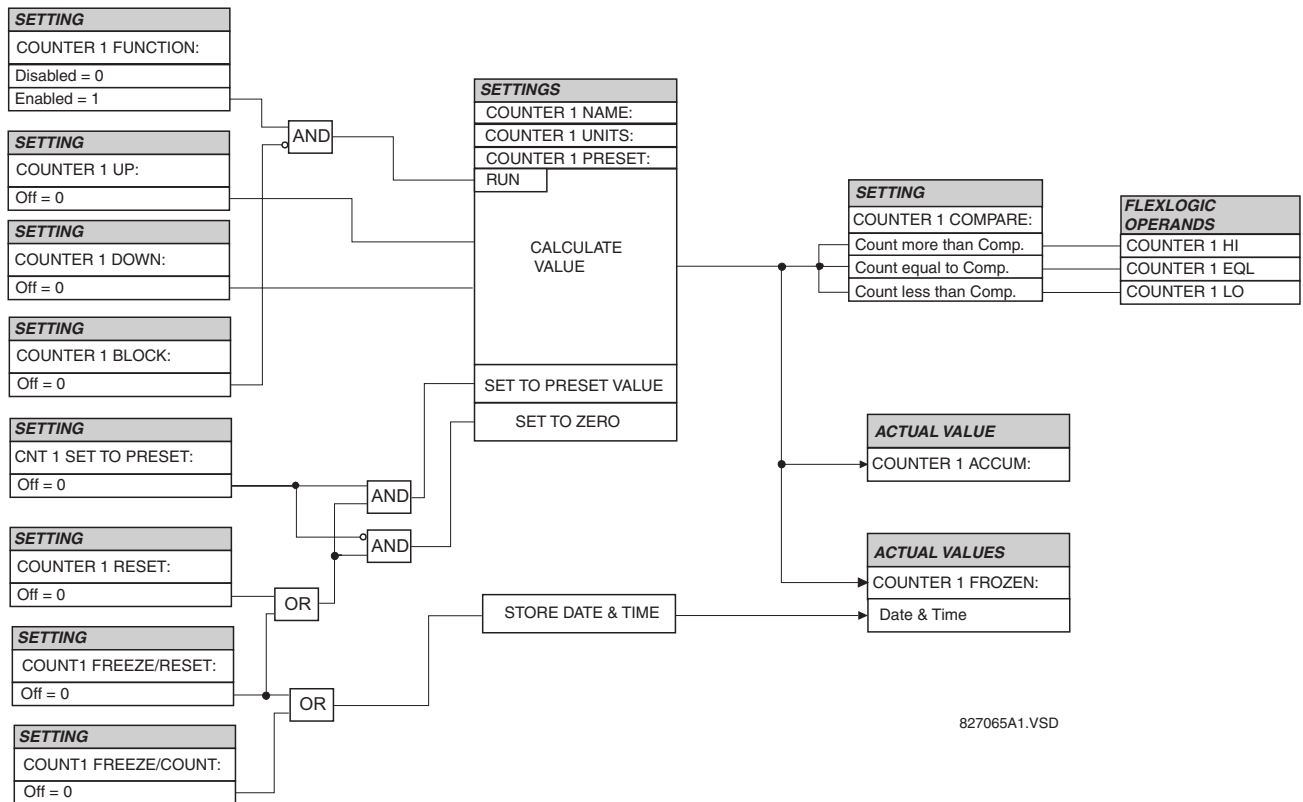 SETTING
COUNTER 1 FUNCTION:
Disabled = 0
Enabled = 1
SETTING
COUNTER 1 UP:
Off = 0
SETTING
COUNTER 1 DOWN:
Off = 0
SETTING
COUNTER 1 BLOCK:
Off = 0
SETTING
CNT 1 SET TO PRESET:
Off = 0
SETTING
COUNTER 1 RESET:
Off = 0
SETTING
COUNT1 FREEZE/RESET:
Off = 0
SETTING
COUNT1 FREEZE/COUNT:
Off = 0
AND
AND
AND
OR
OR
SETTINGS
COUNTER 1 NAME:
COUNTER 1 UNITS:
COUNTER 1 PRESET:
RUN
CALCULATE
VALUE
SET TO PRESET VALUE
SET TO ZERO
STORE DATE & TIME
SETTING
COUNTER 1 COMPARE:
Count more than Comp.
Count equal to Comp.
Count less than Comp.
FLEXLOGIC
OPERANDS
COUNTER 1 HI
COUNTER 1 EQL
COUNTER 1 LO
ACTUAL VALUE
COUNTER 1 ACCUM:
ACTUAL VALUES
COUNTER 1 FROZEN:
Date & Time
827065A1.VSD